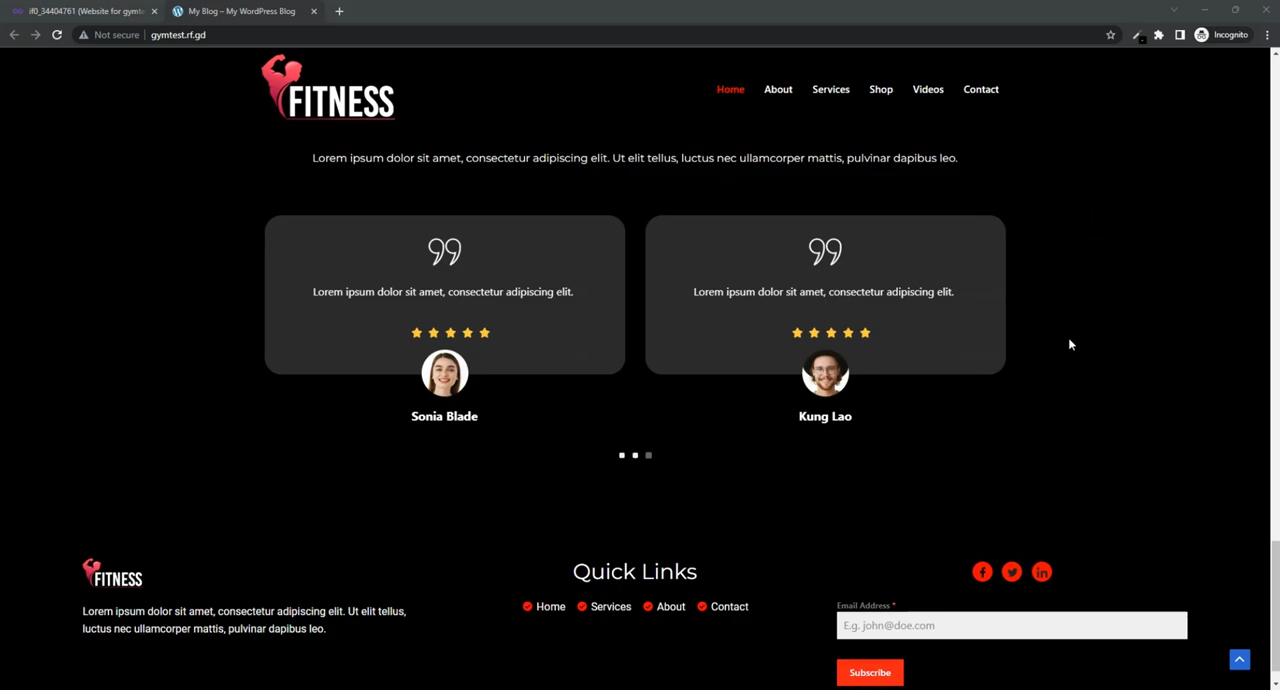 if0_34404761 (Website for gymte
My Blog – My WordPress Blog
Not secure
gymtest.rf.gd
Incognito
FITNESS
Home
About
Services
Shop
Videos
Contact
Lorem ipsum dolor sit amet, consectetur adipiscing elit. Ut elit tellus, luctus nec ullamcorper mattis, pulvinar dapibus leo.
Lorem ipsum dolor sit amet, consectetur adipiscing elit.
Sonia Blade
Lorem ipsum dolor sit amet, consectetur adipiscing elit.
Kung Lao
FITNESS
Lorem ipsum dolor sit amet, consectetur adipiscing elit. Ut elit tellus,
luctus nec ullamcorper mattis, pulvinar dapibus leo.
Quick Links
Home
Services
About
Contact
Email Address *
E.g. john@doe.com
Subscribe